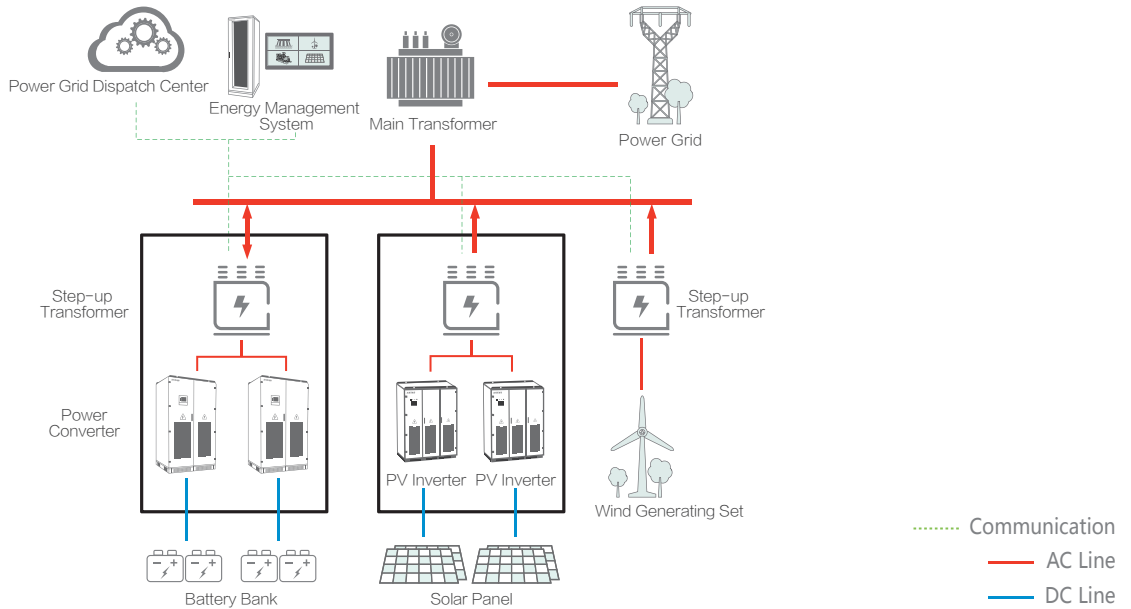 Power Grid Dispatch Center
Energy Management
System
Main Transformer
Power Grid
Step-up
Transformer
Step-up
Transformer
Power
Converter
PV Inverter
PV Inverter
Wind Generating Set
Battery Bank
Solar Panel
Communication
AC Line
DC Line